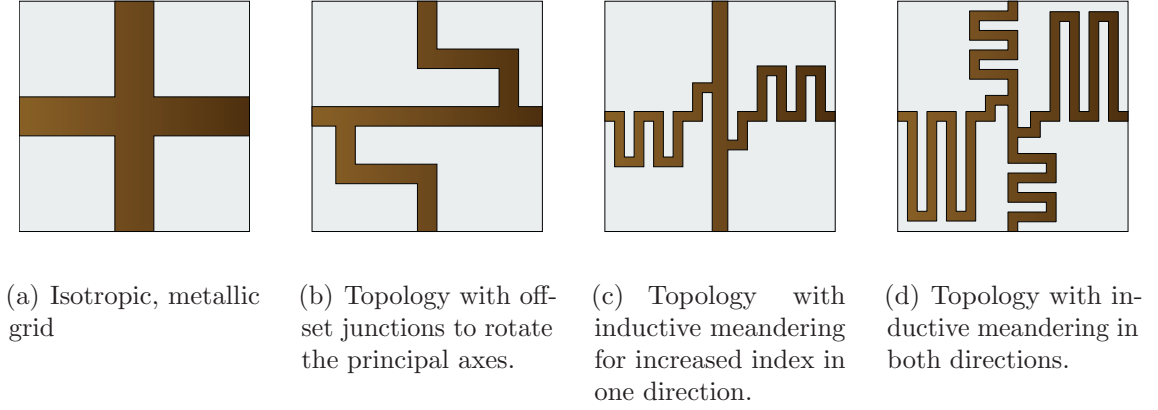 (a) Isotropic, metallic
grid
(b) Topology with off-
set junctions to rotate
the principal axes.
(c) Topology with
inductive meandering
for increased index in
one direction.
(d) Topology with in-
ductive meandering in
both directions.